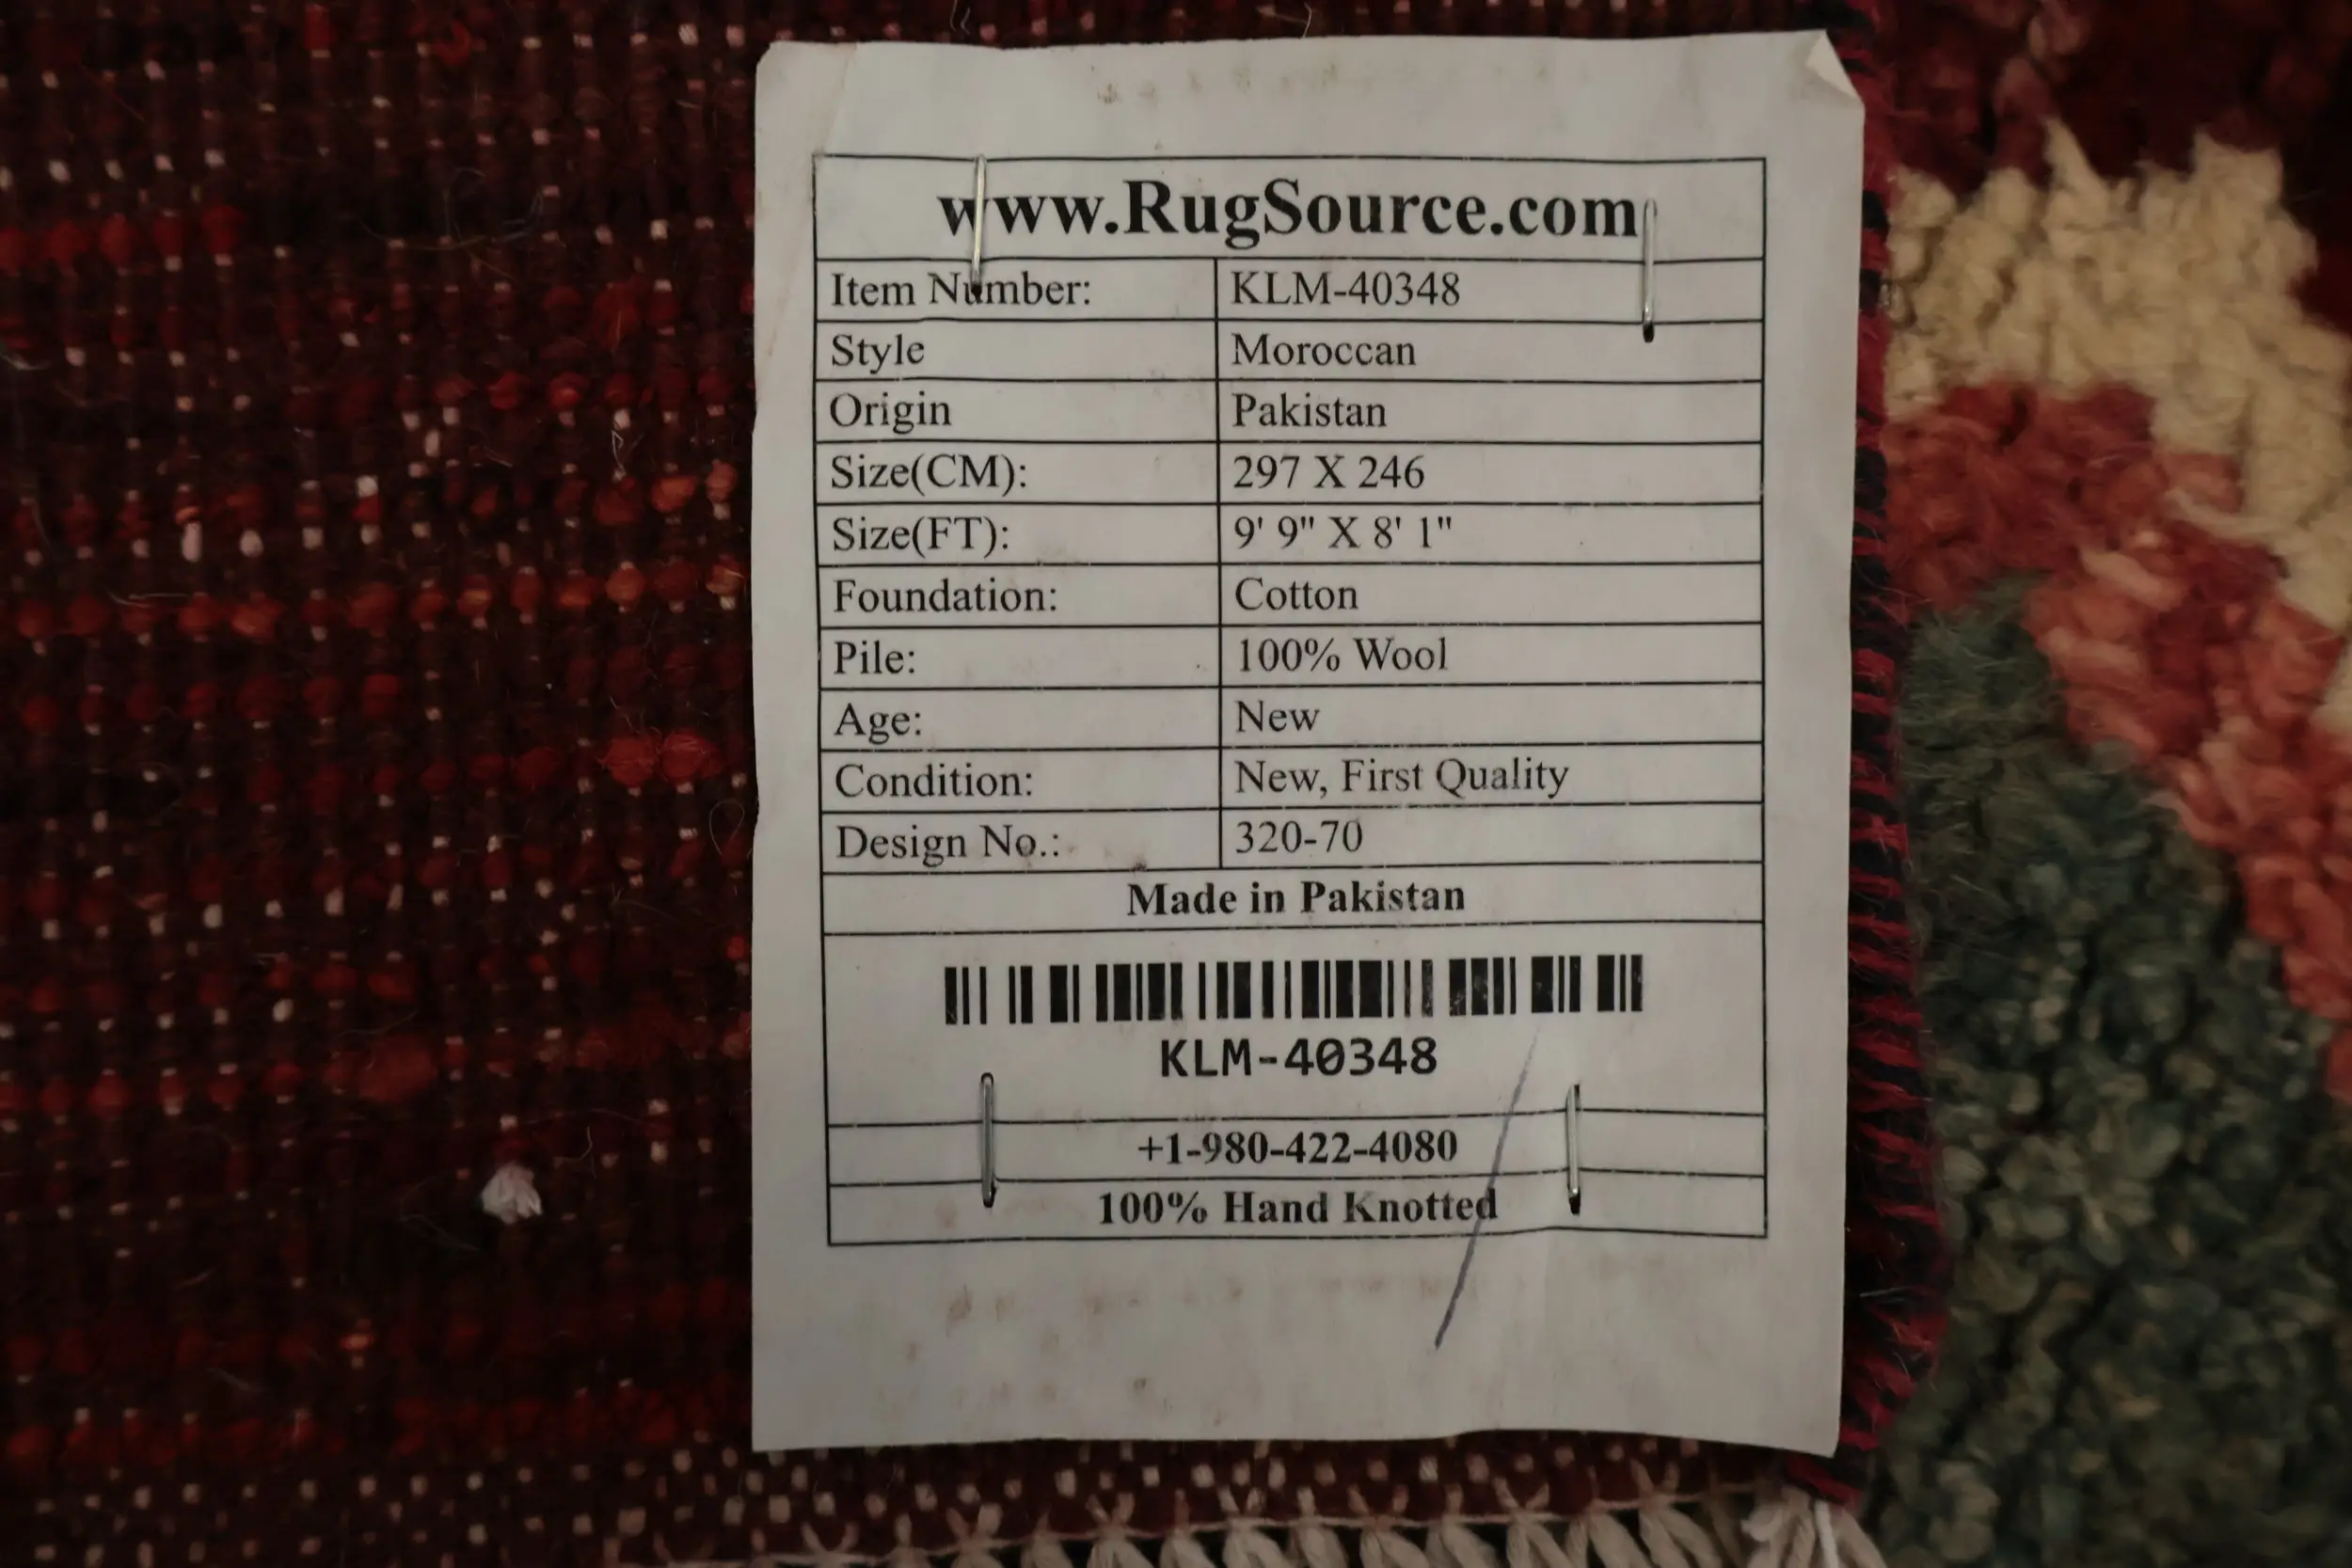 www.RugSource.com
Item Number: KLM-40348
Style Moroccan
Origin Pakistan
Size(CM): 297 X 246
Size(FT): 9' 9" X 8' 1"
Foundation: Cotton
Pile: 100% Wool
Age: New
Condition: New, First Quality
Design No.: 320-70
Made in Pakistan
KLM-40348
+1-980-422-4080
100% Hand Knotted